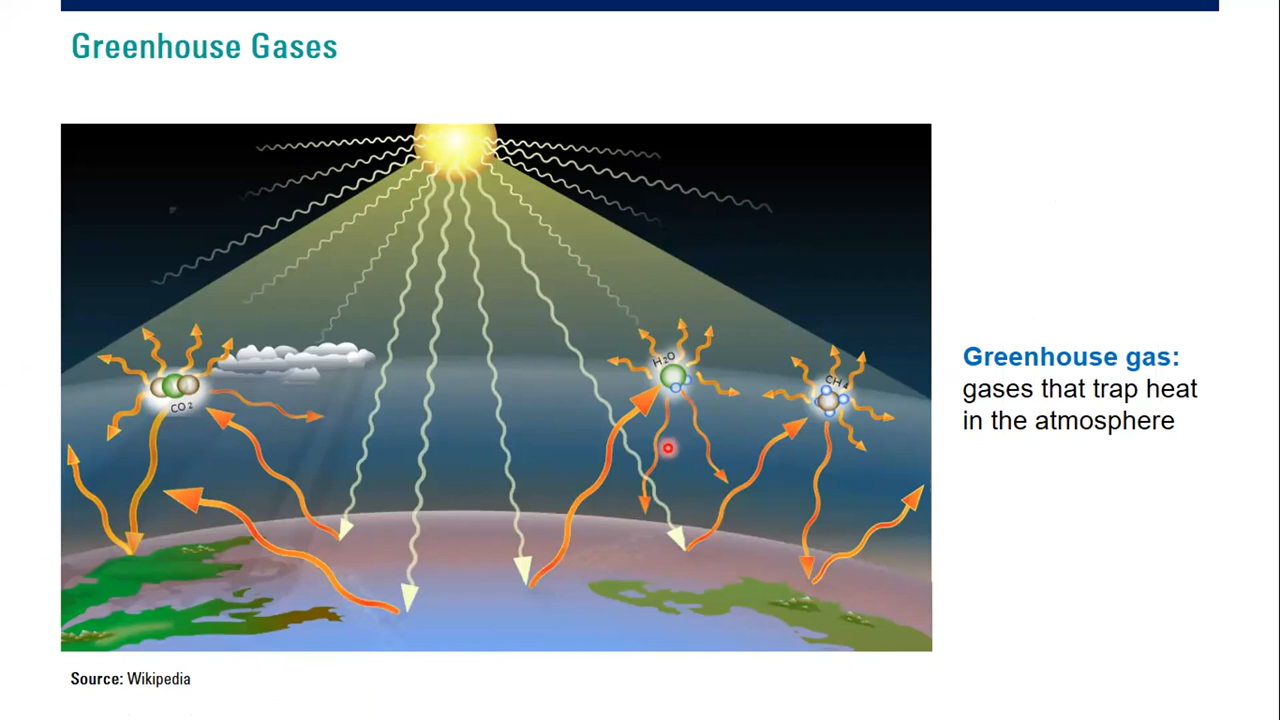 Greenhouse Gases
H₂O
CH₄
CO₂
Greenhouse gas:
gases that trap heat
in the atmosphere
Source: Wikipedia